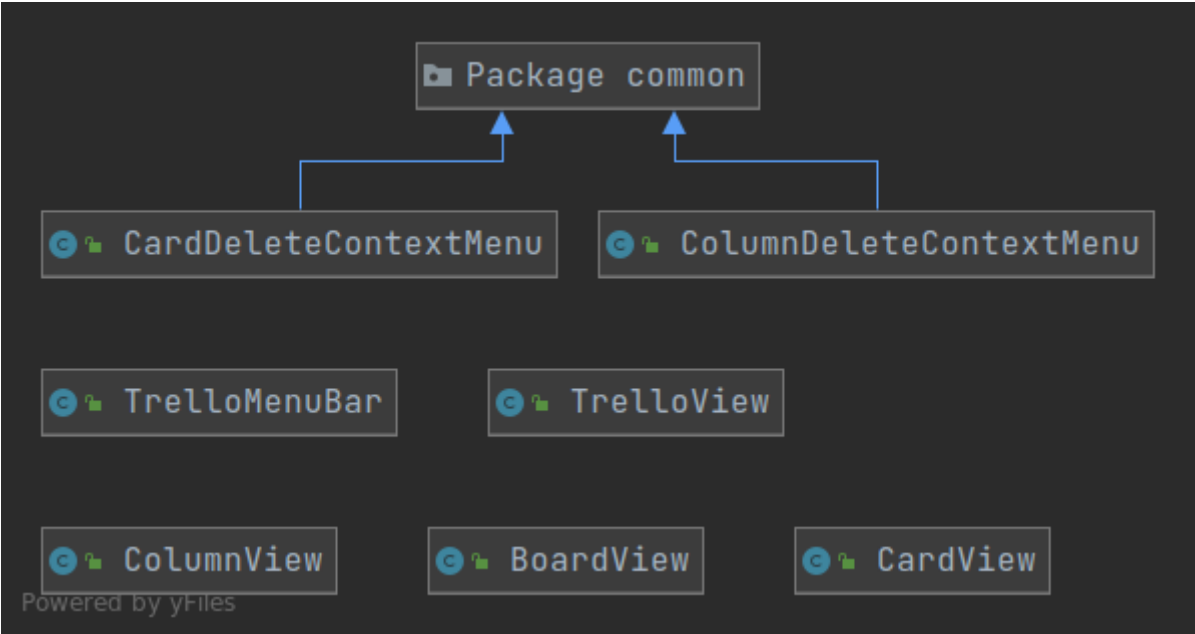 Package common
CardDeleteContextMenu
ColumnDeleteContextMenu
TrelloMenuBar
TrelloView
ColumnView
BoardView
CardView
Powered by yFiles